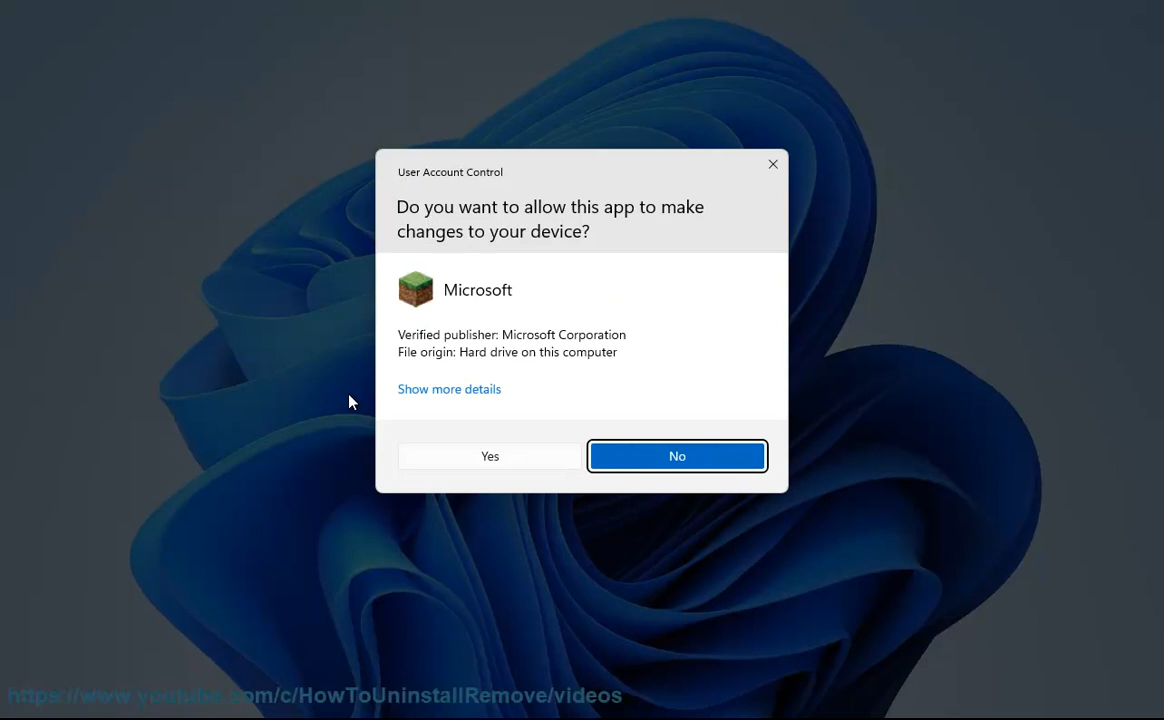 User Account Control
Do you want to allow this app to make
changes to your device?
Microsoft
Verified publisher: Microsoft Corporation
File origin: Hard drive on this computer
Show more details
Yes
No
https://www.youtube.com/c/HowToUninstallRemove/videos